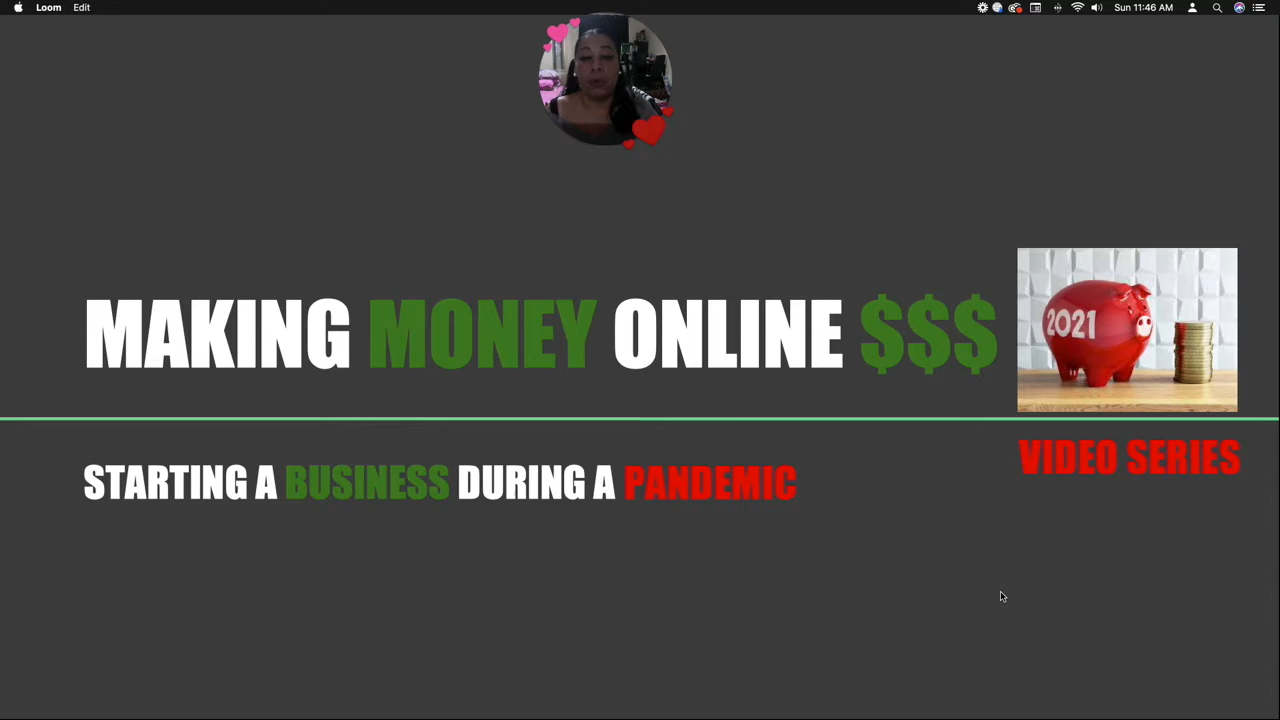 Loom Edit Sun 11:46 AM
MAKING MONEY ONLINE $$$
2021
VIDEO SERIES
STARTING A BUSINESS DURING A PANDEMIC